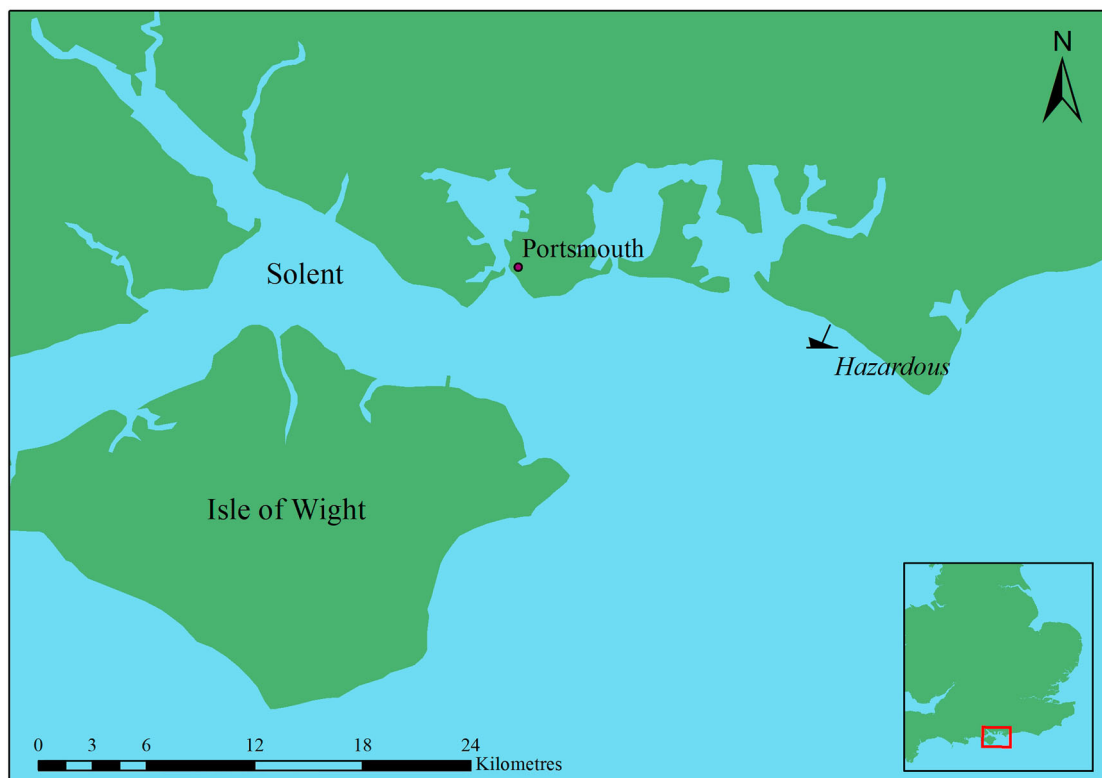 N
Portsmouth
Solent
Hazardous
Isle of Wight
0 3 6 12 18 24
Kilometres